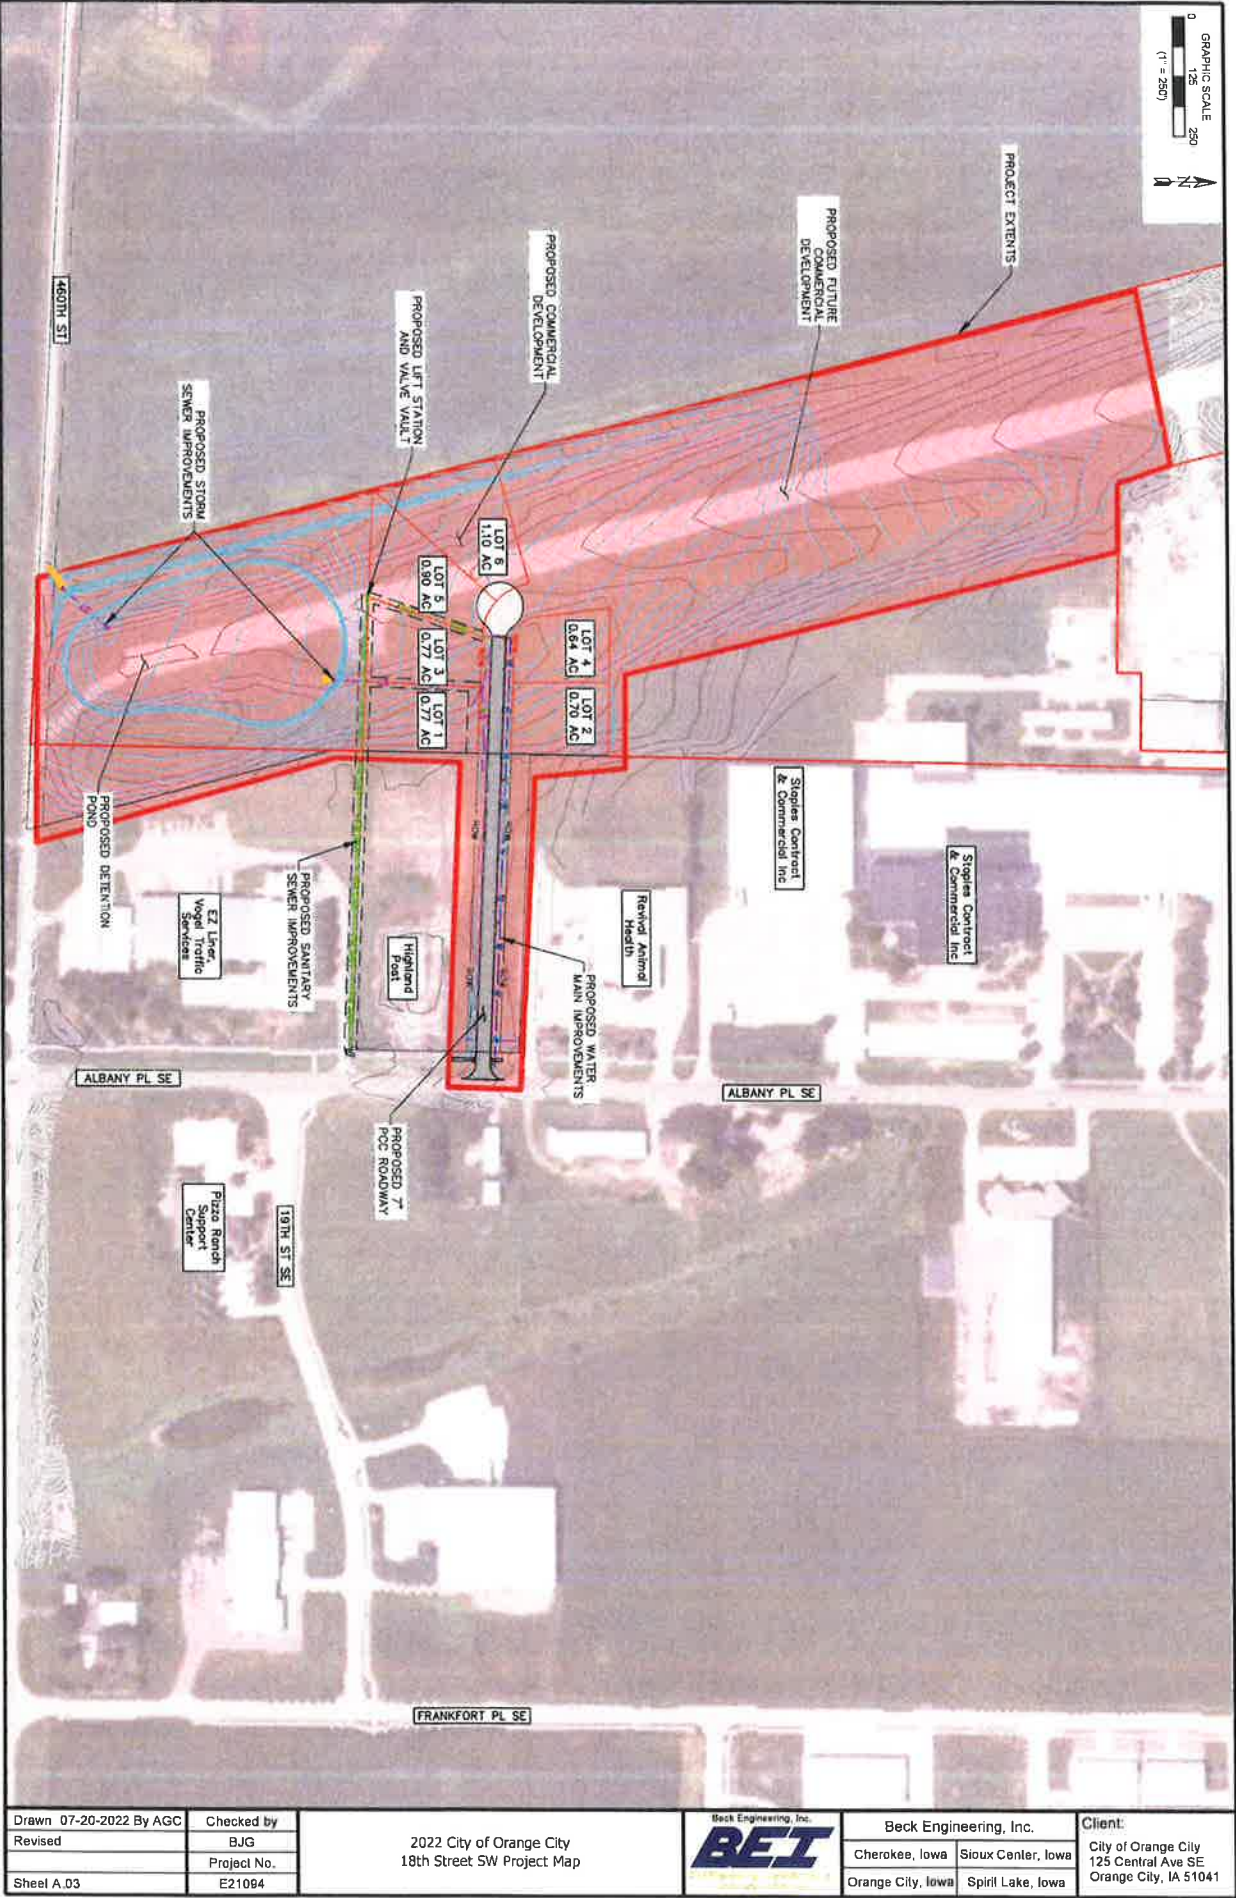 GRAPHIC SCALE
0 125 250
(1" = 250')
N
PROJECT EXTENTS
PROPOSED FUTURE
COMMERCIAL
DEVELOPMENT
PROPOSED COMMERCIAL
DEVELOPMENT
PROPOSED LIFT STATION
AND VALVE VAULT
PROPOSED STORM
SEWER IMPROVEMENTS
460TH ST
LOT 6
1.10 AC
LOT 5
0.90 AC
LOT 4
0.64 AC
LOT 3
0.77 AC
LOT 2
0.70 AC
LOT 1
0.77 AC
ROW
ROW
ROW
ROW
Staples Contract
& Commercial Inc
Staples Contract
& Commercial Inc
Revival Animal
Health
PROPOSED WATER
MAIN IMPROVEMENTS
Highland
Post
PROPOSED SANITARY
SEWER IMPROVEMENTS
EZ Liner,
Vogel Traffic
Services
PROPOSED DETENTION
POND
ALBANY PL SE
ALBANY PL SE
PROPOSED 7"
PCC ROADWAY
19TH ST SE
Pizza Ranch
Support
Center
FRANKFORT PL SE
Drawn 07-20-2022 By AGC
Revised
Sheet A.03
Checked by
BJG
Project No.
E21094
2022 City of Orange City
18th Street SW Project Map
Beck Engineering, Inc.
BEI
Beck Engineering, Inc.
Cherokee, Iowa
Sioux Center, Iowa
Orange City, Iowa
Spirit Lake, Iowa
Client:
City of Orange City
125 Central Ave SE
Orange City, IA 51041